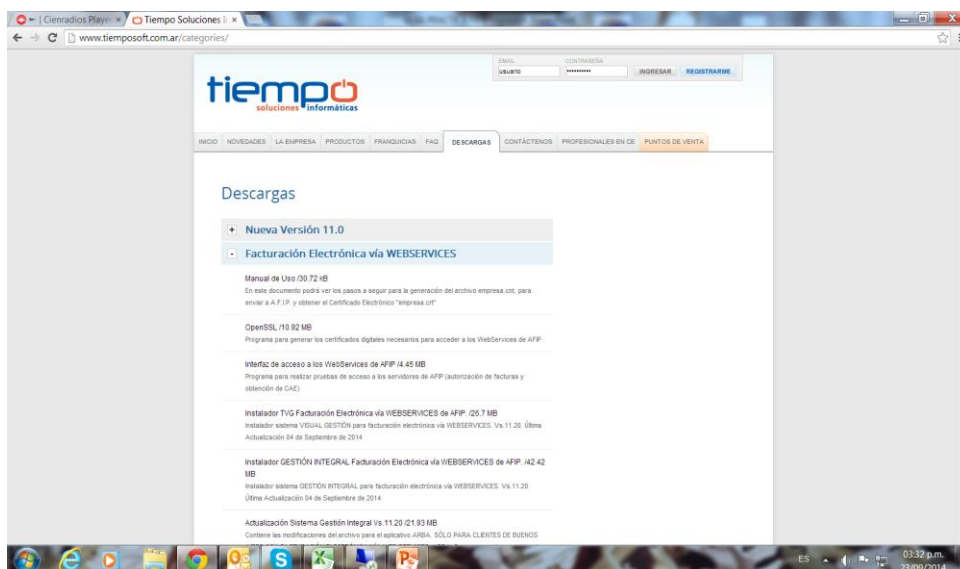 Cienradios Playe
Tiempo Soluciones I
www.tiemposoft.com.ar/categories/
EMAIL
CONTRASEÑA
usuario
INGRESAR
REGISTRARME
tiempo
soluciones informáticas
INICIO NOVEDADES LA EMPRESA PRODUCTOS FRANQUICIAS FAQ DESCARGAS CONTÁCTENOS PROFESIONALES EN CE PUNTOS DE VENTA
Descargas
+ Nueva Versión 11.0
- Facturación Electrónica vía WEBSERVICES
Manual de Uso /30.72 kB
En este documento podrá ver los pasos a seguir para la generación del archivo empresa.cnt, para
enviar a A.F.I.P. y obtener el Certificado Electrónico "empresa.crt"
OpenSSL /10.92 MB
Programa para generar los certificados digitales necesarios para acceder a los WebServices de AFIP
Interfaz de acceso a los WebServices de AFIP /4.45 MB
Programa para realizar pruebas de acceso a los servidores de AFIP (autorización de facturas y
obtención de CAE)
Instalador TVG Facturación Electrónica vía WEBSERVICES de AFIP. /26.7 MB
Instalador sistema VISUAL GESTIÓN para facturación electrónica vía WEBSERVICES. Vs.11.20. Última
Actualización 04 de Septiembre de 2014
Instalador GESTIÓN INTEGRAL Facturación Electrónica vía WEBSERVICES de AFIP. /42.42
MB
Instalador sistema GESTIÓN INTEGRAL para facturación electrónica vía WEBSERVICES. Vs.11.20.
Última Actualización 04 de Septiembre de 2014
Actualización Sistema Gestión Integral Vs.11.20 /21.93 MB
Contiene las modificaciones del archivo para el aplicativo ARBA. SÓLO PARA CLIENTES DE BUENOS
ES
03:32 p.m.
23/09/2014